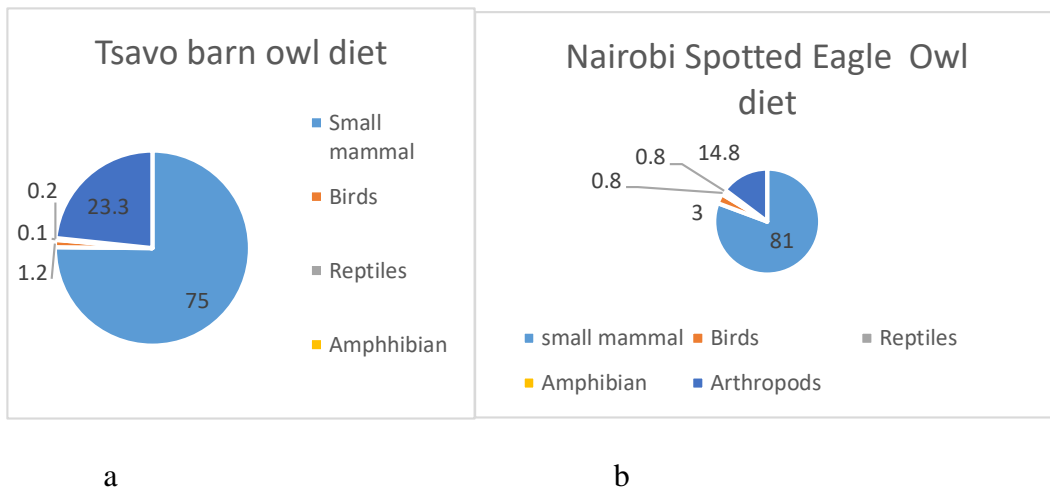 Tsavo barn owl diet
Small
mammal
Birds
Reptiles
Amphhibian
0.2
23.3
0.1
1.2
75
Nairobi Spotted Eagle  Owl
diet
0.8
14.8
0.8
3
81
small mammal
Birds
Reptiles
Amphibian
Arthropods
a
b